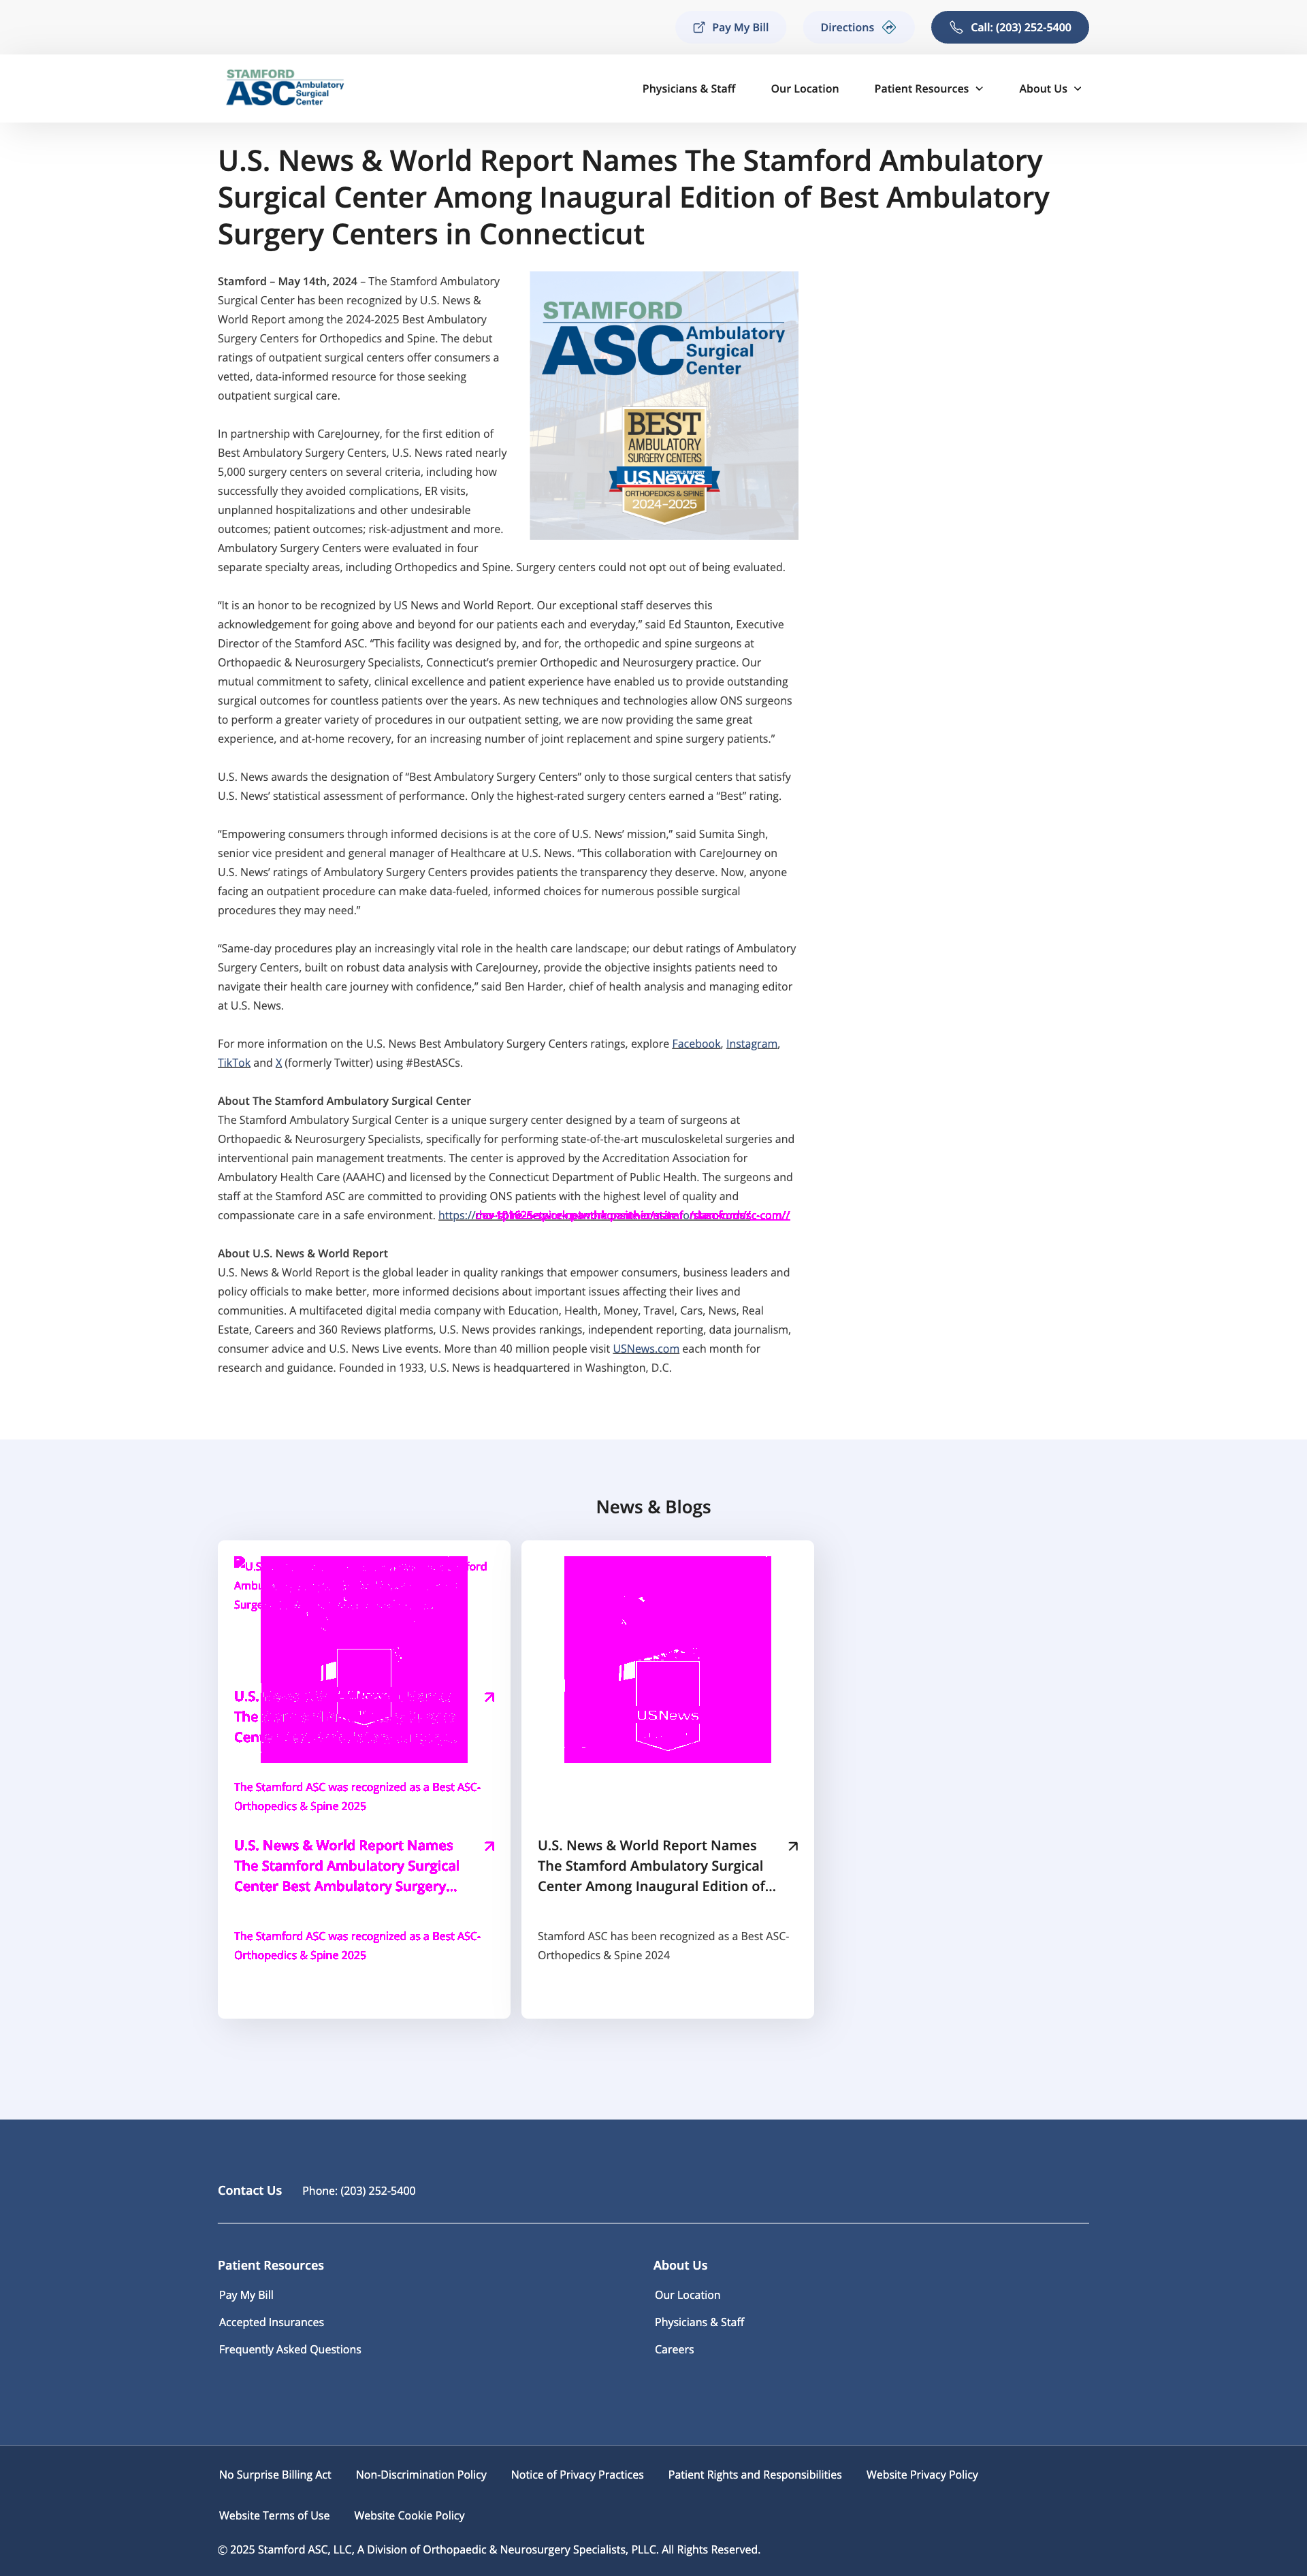 Pay My Bill
Directions
Call: (203) 252-5400
STAMFORD
ASC Ambulatory
Surgical
Center
Physicians & Staff
Our Location
Patient Resources
About Us
U.S. News & World Report Names The Stamford Ambulatory
Surgical Center Among Inaugural Edition of Best Ambulatory
Surgery Centers in Connecticut
Stamford – May 14th, 2024 – The Stamford Ambulatory
Surgical Center has been recognized by U.S. News &
World Report among the 2024-2025 Best Ambulatory
Surgery Centers for Orthopedics and Spine. The debut
ratings of outpatient surgical centers offer consumers a
vetted, data-informed resource for those seeking
outpatient surgical care.
STAMFORD
ASC Ambulatory
Surgical
Center
BEST
AMBULATORY
SURGERY CENTERS
U.S.News & WORLD REPORT
ORTHOPEDICS & SPINE
2024-2025
In partnership with CareJourney, for the first edition of
Best Ambulatory Surgery Centers, U.S. News rated nearly
5,000 surgery centers on several criteria, including how
successfully they avoided complications, ER visits,
unplanned hospitalizations and other undesirable
outcomes; patient outcomes; risk-adjustment and more.
Ambulatory Surgery Centers were evaluated in four
separate specialty areas, including Orthopedics and Spine. Surgery centers could not opt out of being evaluated.
“It is an honor to be recognized by US News and World Report. Our exceptional staff deserves this
acknowledgement for going above and beyond for our patients each and everyday,” said Ed Staunton, Executive
Director of the Stamford ASC. “This facility was designed by, and for, the orthopedic and spine surgeons at
Orthopaedic & Neurosurgery Specialists, Connecticut’s premier Orthopedic and Neurosurgery practice. Our
mutual commitment to safety, clinical excellence and patient experience have enabled us to provide outstanding
surgical outcomes for countless patients over the years. As new techniques and technologies allow ONS surgeons
to perform a greater variety of procedures in our outpatient setting, we are now providing the same great
experience, and at-home recovery, for an increasing number of joint replacement and spine surgery patients.”
U.S. News awards the designation of “Best Ambulatory Surgery Centers” only to those surgical centers that satisfy
U.S. News’ statistical assessment of performance. Only the highest-rated surgery centers earned a “Best” rating.
“Empowering consumers through informed decisions is at the core of U.S. News’ mission,” said Sumita Singh,
senior vice president and general manager of Healthcare at U.S. News. “This collaboration with CareJourney on
U.S. News’ ratings of Ambulatory Surgery Centers provides patients the transparency they deserve. Now, anyone
facing an outpatient procedure can make data-fueled, informed choices for numerous possible surgical
procedures they may need.”
“Same-day procedures play an increasingly vital role in the health care landscape; our debut ratings of Ambulatory
Surgery Centers, built on robust data analysis with CareJourney, provide the objective insights patients need to
navigate their health care journey with confidence,” said Ben Harder, chief of health analysis and managing editor
at U.S. News.
For more information on the U.S. News Best Ambulatory Surgery Centers ratings, explore Facebook, Instagram,
TikTok and X (formerly Twitter) using #BestASCs.
About The Stamford Ambulatory Surgical Center
The Stamford Ambulatory Surgical Center is a unique surgery center designed by a team of surgeons at
Orthopaedic & Neurosurgery Specialists, specifically for performing state-of-the-art musculoskeletal surgeries and
interventional pain management treatments. The center is approved by the Accreditation Association for
Ambulatory Health Care (AAAHC) and licensed by the Connecticut Department of Public Health. The surgeons and
staff at the Stamford ASC are committed to providing ONS patients with the highest level of quality and
compassionate care in a safe environment. https://
About U.S. News & World Report
U.S. News & World Report is the global leader in quality rankings that empower consumers, business leaders and
policy officials to make better, more informed decisions about important issues affecting their lives and
communities. A multifaceted digital media company with Education, Health, Money, Travel, Cars, News, Real
Estate, Careers and 360 Reviews platforms, U.S. News provides rankings, independent reporting, data journalism,
consumer advice and U.S. News Live events. More than 40 million people visit USNews.com each month for
research and guidance. Founded in 1933, U.S. News is headquartered in Washington, D.C.
News & Blogs
U.S.
The
The Stamford ASC was recognized as a Best ASC-
Orthopedics & Spine 2025
U.S. News & World Report Names
The Stamford Ambulatory Surgical
Center Best Ambulatory Surgery...
The Stamford ASC was recognized as a Best ASC-
Orthopedics & Spine 2025
USNews
U.S. News & World Report Names
The Stamford Ambulatory Surgical
Center Among Inaugural Edition of...
Stamford ASC has been recognized as a Best ASC-
Orthopedics & Spine 2024
Contact Us
Phone: (203) 252-5400
Patient Resources
Pay My Bill
Accepted Insurances
Frequently Asked Questions
About Us
Our Location
Physicians & Staff
Careers
No Surprise Billing Act
Non-Discrimination Policy
Notice of Privacy Practices
Patient Rights and Responsibilities
Website Privacy Policy
Website Terms of Use
Website Cookie Policy
© 2025 Stamford ASC, LLC, A Division of Orthopaedic & Neurosurgery Specialists, PLLC. All Rights Reserved.